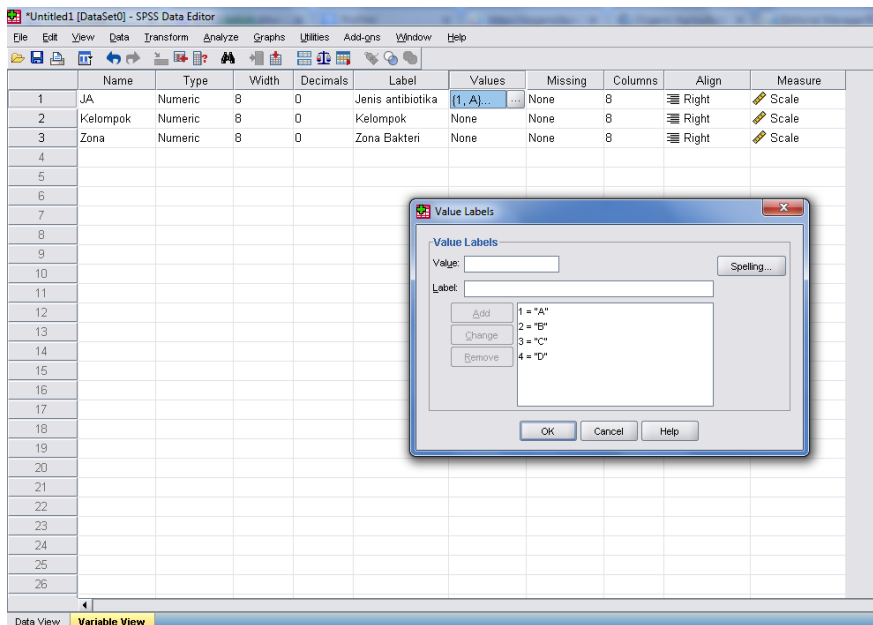 *Untitled1 [DataSet0] - SPSS Data Editor
File Edit View Data Transform Analyze Graphs Utilities Add-ons Window Help
Name Type Width Decimals Label Values Missing Columns Align Measure
1 JA Numeric 8 0 Jenis antibiotika {1, A}... ... None 8 Right Scale
2 Kelompok Numeric 8 0 Kelompok None None 8 Right Scale
3 Zona Numeric 8 0 Zona Bakteri None None 8 Right Scale
4
5
6
7
8
9
10
11
12
13
14
15
16
17
18
19
20
21
22
23
24
25
26
Value Labels
Value Labels
Value:
Spelling...
Label:
Add
Change
Remove
1 = "A"
2 = "B"
3 = "C"
4 = "D"
OK Cancel Help
Data View Variable View